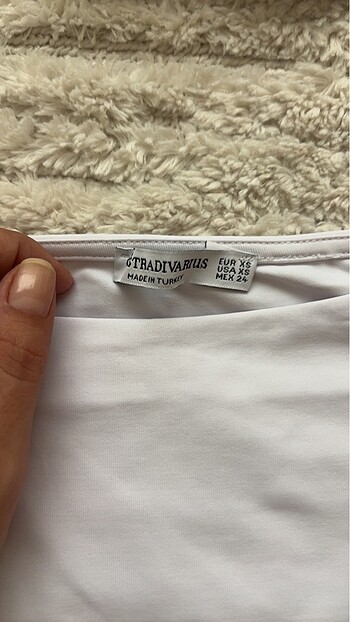 STRADIVARIUS
MADE IN TURKEY
EUR XS
USA XS
MEX 24